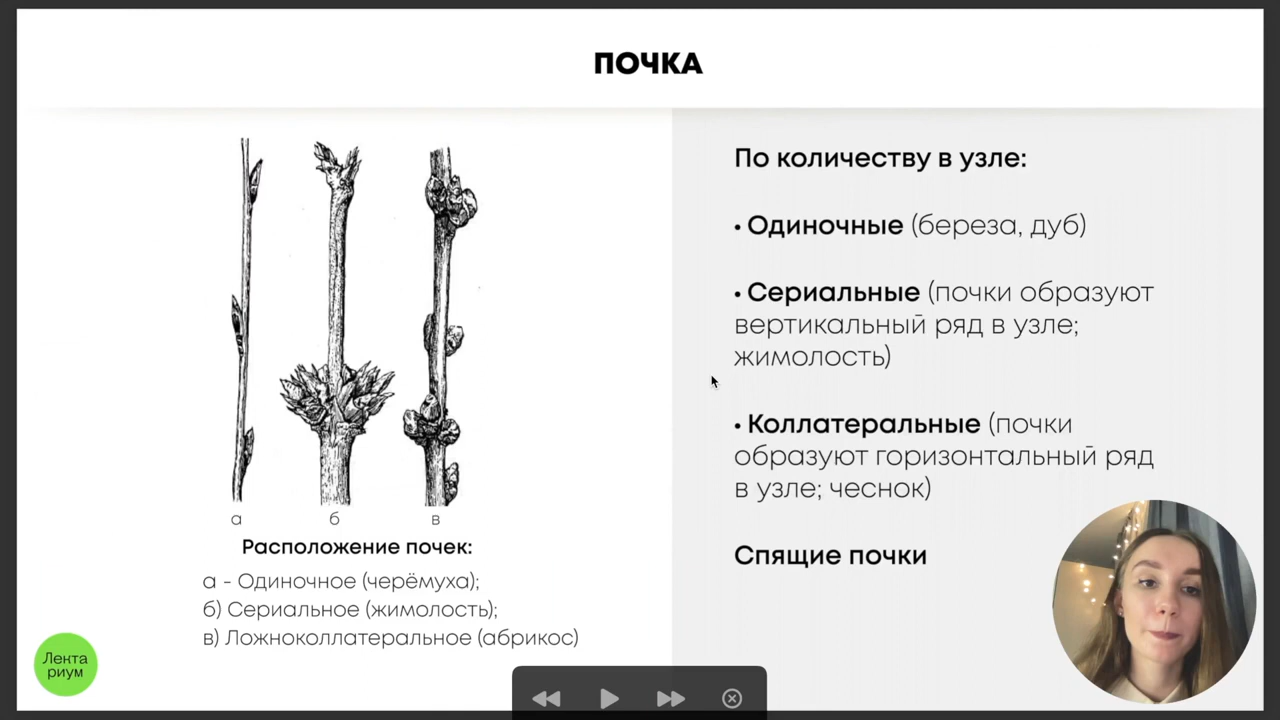 ПОЧКА
а
б
в
Расположение почек:
а - Одиночное (черёмуха);
б) Сериальное (жимолость);
в) Ложноколлатеральное (абрикос)
Лента
риум
По количеству в узле:
• Одиночные (береза, дуб)
• Сериальные (почки образуют
вертикальный ряд в узле;
жимолость)
• Коллатеральные (почки
образуют горизонтальный ряд
в узле; чеснок)
Спящие почки